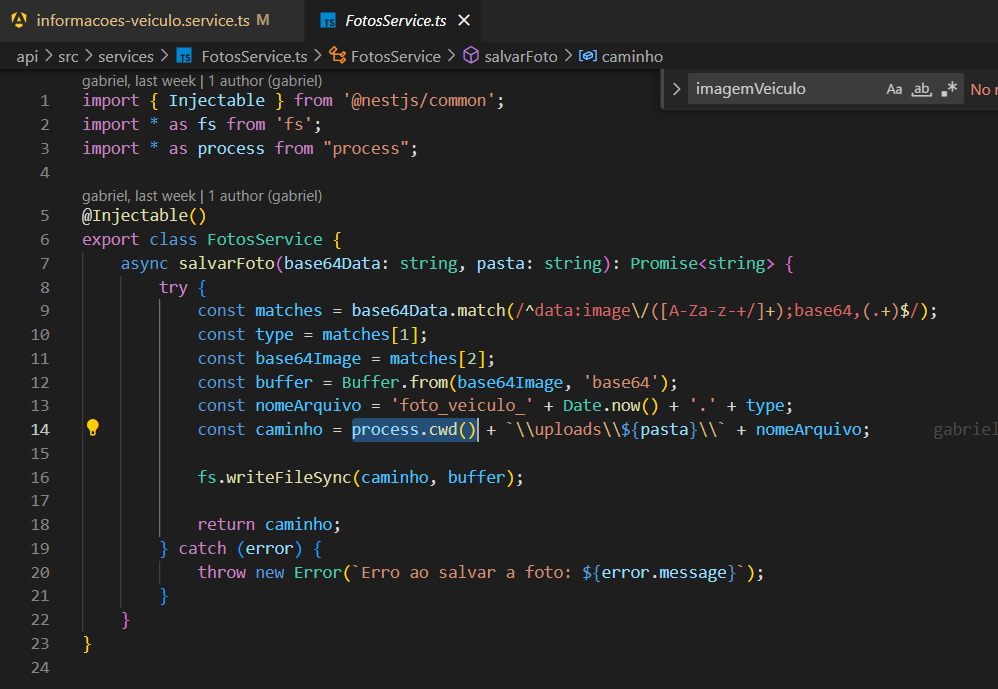 informacoes-veiculo.service.ts M
TS FotosService.ts ×
api > src > services > TS FotosService.ts > FotosService > salvarFoto > caminho
imagemVeiculo Aa ab .* No
gabriel, last week | 1 author (gabriel)
1 import { Injectable } from '@nestjs/common';
2 import * as fs from 'fs';
3 import * as process from "process";
4
gabriel, last week | 1 author (gabriel)
5 @Injectable()
6 export class FotosService {
7 async salvarFoto(base64Data: string, pasta: string): Promise<string> {
8 try {
9 const matches = base64Data.match(/^data:image\/([A-Za-z-+/]+);base64,(.+)$/);
10 const type = matches[1];
11 const base64Image = matches[2];
12 const buffer = Buffer.from(base64Image, 'base64');
13 const nomeArquivo = 'foto_veiculo_' + Date.now() + '.' + type;
14 const caminho = process.cwd() + `\\uploads\\${pasta}\\` + nomeArquivo; gabriel
15
16 fs.writeFileSync(caminho, buffer);
17
18 return caminho;
19 } catch (error) {
20 throw new Error(`Erro ao salvar a foto: ${error.message}`);
21 }
22 }
23 }
24